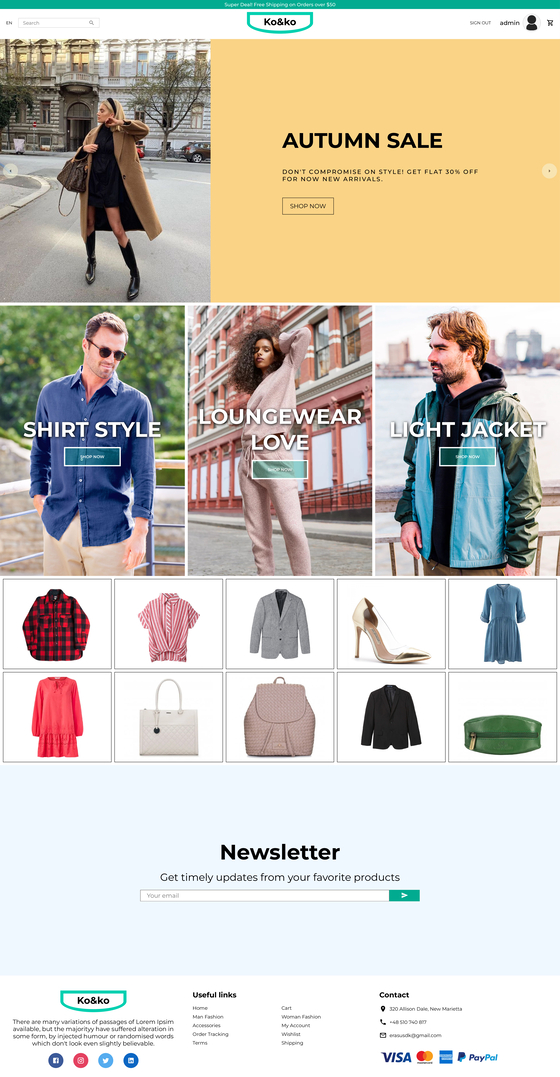 Super Deal! Free Shipping on Orders over $50
EN
Search
Ko&ko
SIGN OUT
admin
AUTUMN SALE
DON'T COMPROMISE ON STYLE! GET FLAT 30% OFF
FOR NOW NEW ARRIVALS.
SHOP NOW
SHIRT STYLE
SHOP NOW
LOUNGEWEAR
LOVE
SHOP NOW
LIGHT JACKET
SHOP NOW
Newsletter
Get timely updates from your favorite products
Your email
Ko&ko
There are many variations of passages of Lorem Ipsum
available, but the majorityy have suffered alteration in
some form, by injected humour or randomised words
which don't look even slightly believable.
Useful links
Home
Cart
Man Fashion
Woman Fashion
Accessories
My Account
Order Tracking
Wishlist
Terms
Shipping
Contact
320 Allison Dale, New Marietta
+48 510 740 817
erasusdk@gmail.com
VISA
MasterCard
AMERICAN EXPRESS
PayPal